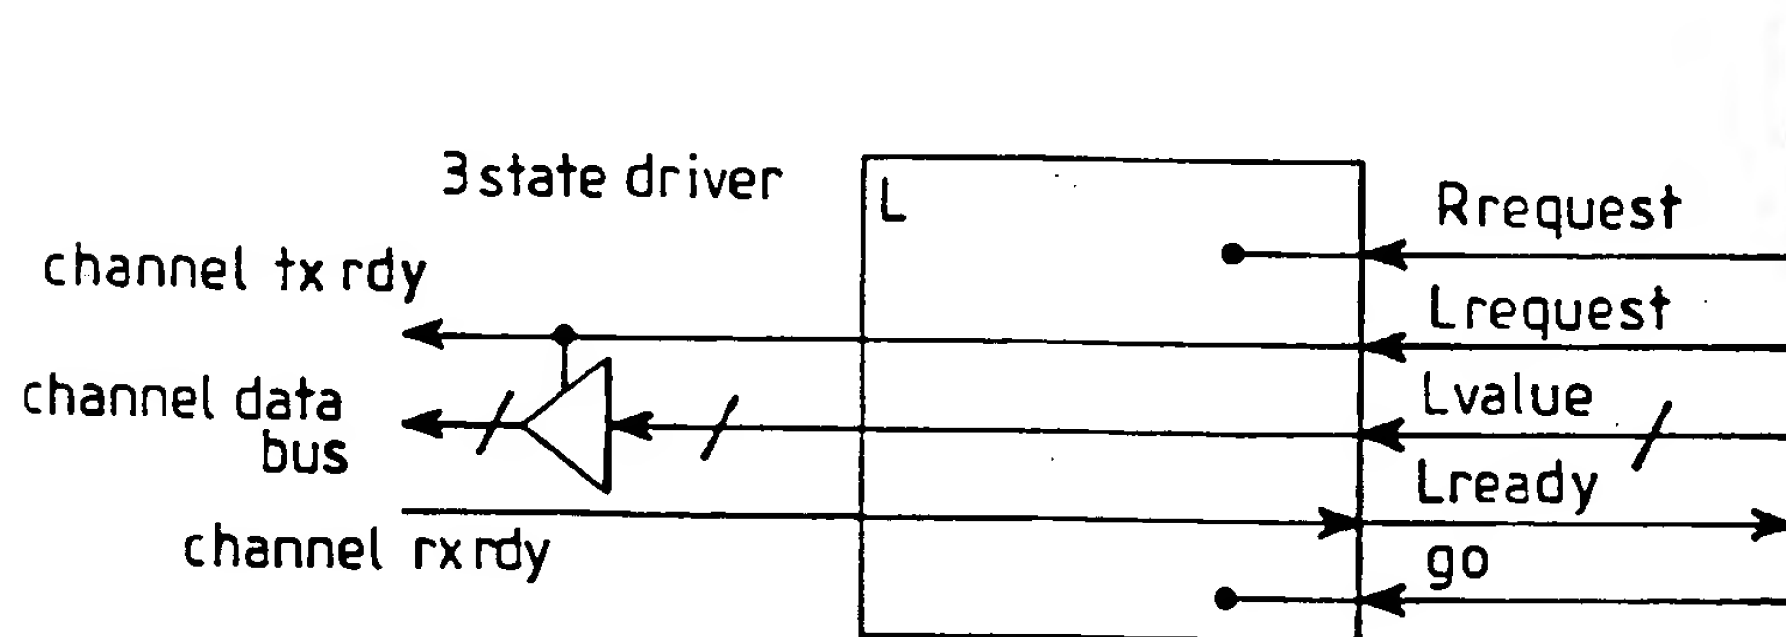 3 state driver
L
Rrequest
channel tx rdy
Lrequest
channel data
bus
Lvalue
Lready
channel rx rdy
go